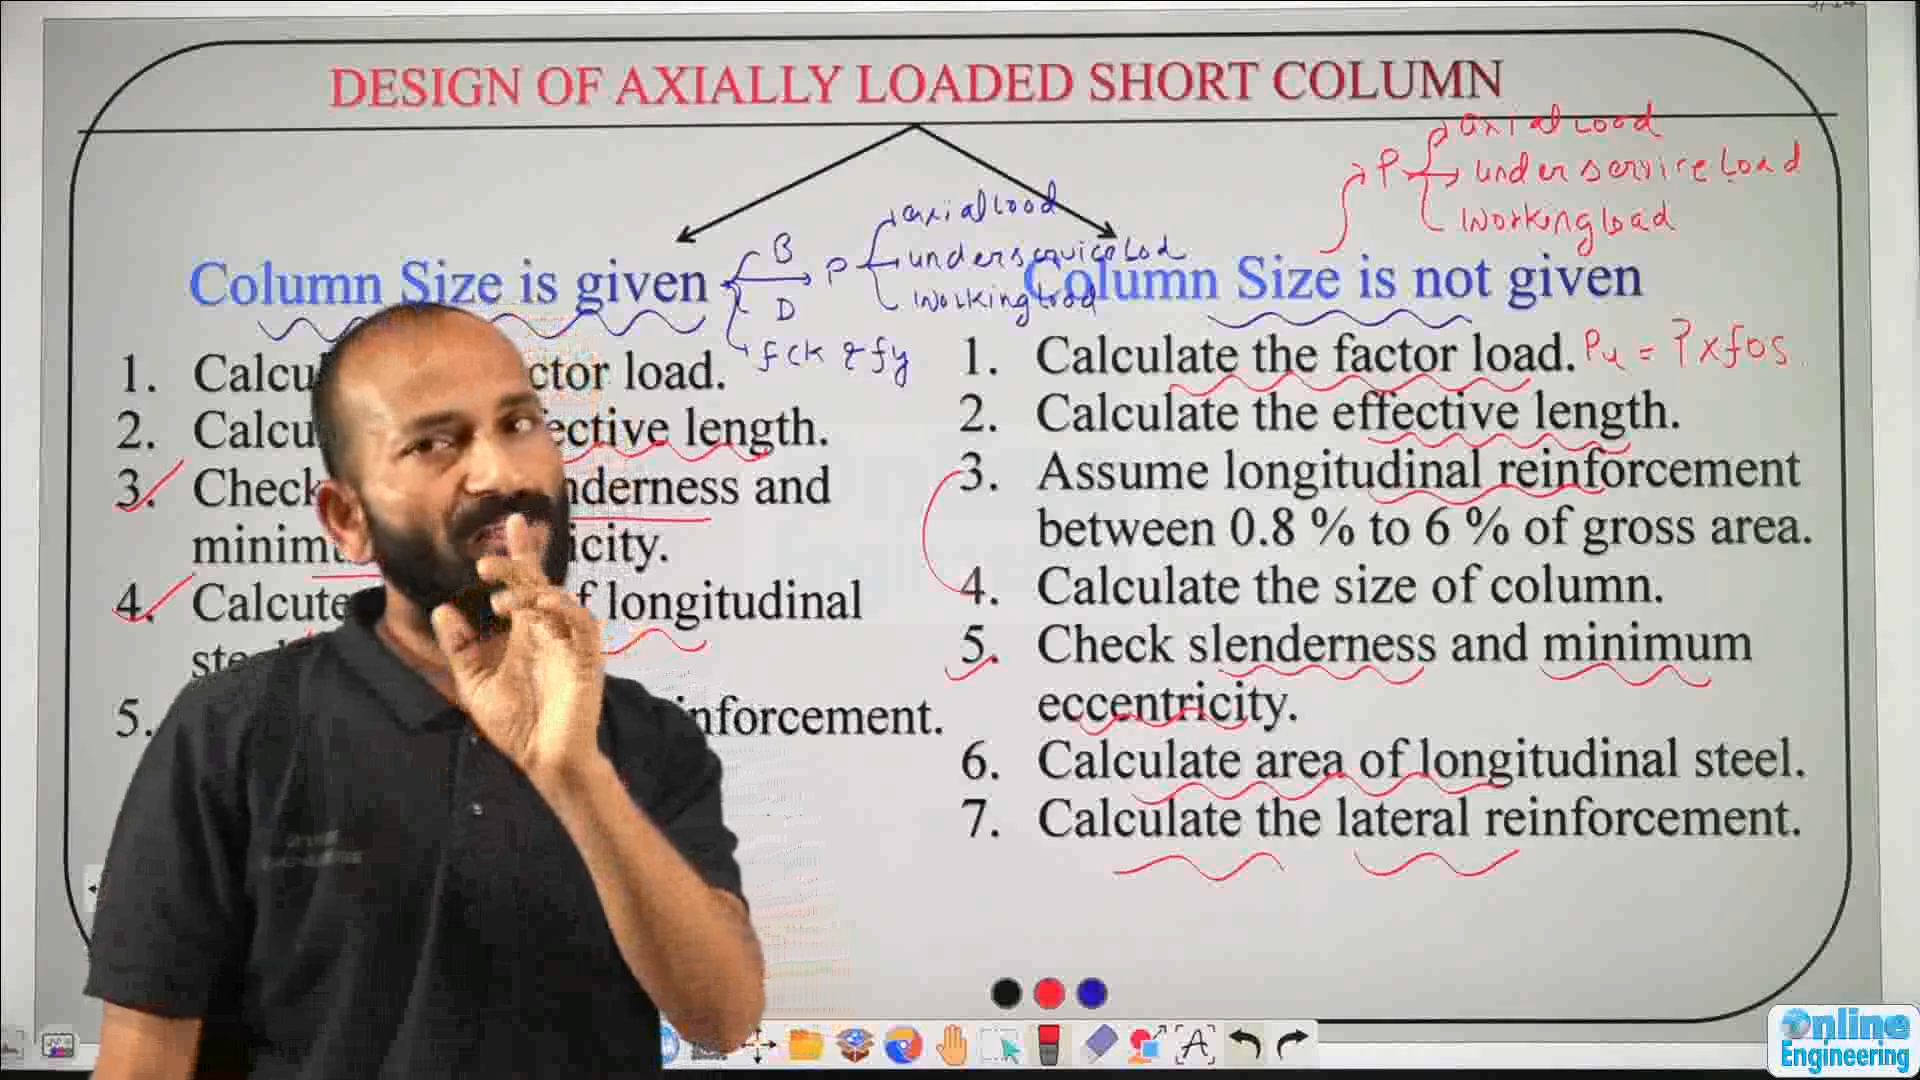 DESIGN OF AXIALLY LOADED SHORT COLUMN
axial load
P under service load
working load
Column Size is given
B
D
fck & fy
P
axial load
under service load
working load
1. Calcu ctor load.
2. Calcu ective length.
3. Check nderness and
minim icity.
4. Calcute f longitudinal
ste
5. nforcement.
Column Size is not given
1. Calculate the factor load. Pu = P x fos
2. Calculate the effective length.
3. Assume longitudinal reinforcement
between 0.8 % to 6 % of gross area.
4. Calculate the size of column.
5. Check slenderness and minimum
eccentricity.
6. Calculate area of longitudinal steel.
7. Calculate the lateral reinforcement.
A
Online
Engineering